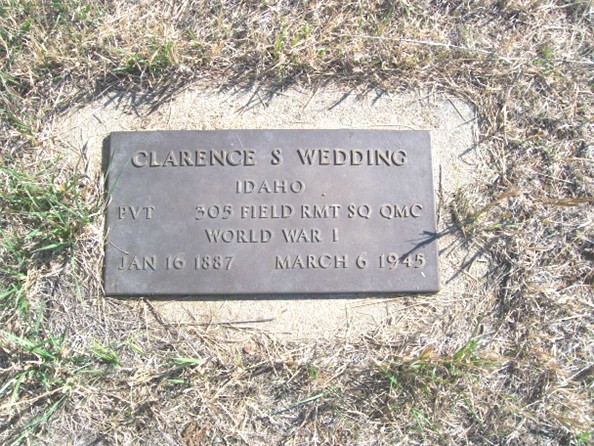 CLARENCE S WEDDING
IDAHO
PVT 305 FIELD RMT SQ QMC
WORLD WAR I
JAN 16 1887 MARCH 6 1945